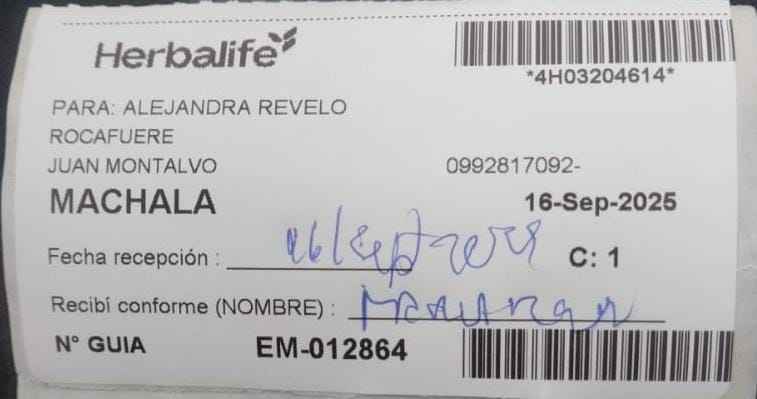 Herbalife
*4H03204614*
PARA: ALEJANDRA REVELO
ROCAFUERE
JUAN MONTALVO 0992817092-
MACHALA 16-Sep-2025
Fecha recepción : C: 1
Recibí conforme (NOMBRE) :
N° GUIA EM-012864